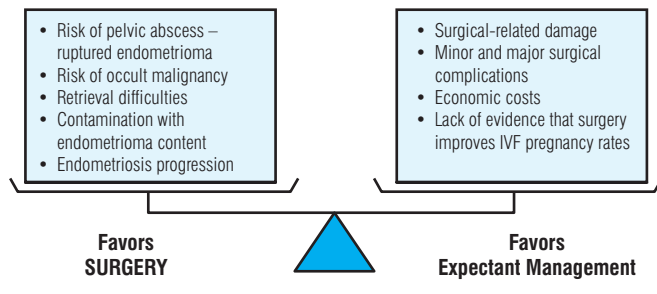 • Risk of pelvic abscess –
ruptured endometrioma
• Risk of occult malignancy
• Retrieval difficulties
• Contamination with
endometrioma content
• Endometriosis progression
• Surgical-related damage
• Minor and major surgical
complications
• Economic costs
• Lack of evidence that surgery
improves IVF pregnancy rates
Favors
SURGERY
Favors
Expectant Management